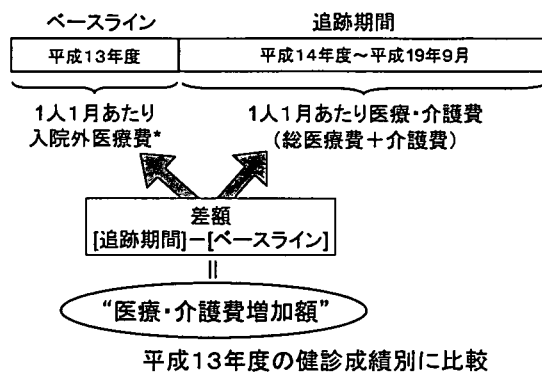 ベースライン 追跡期間
平成13年度 平成14年度～平成19年9月
1人1月あたり 1人1月あたり医療・介護費
入院外医療費* (総医療費＋介護費)
差額
[追跡期間]－[ベースライン]
||
“医療・介護費増加額”
平成13年度の健診成績別に比較